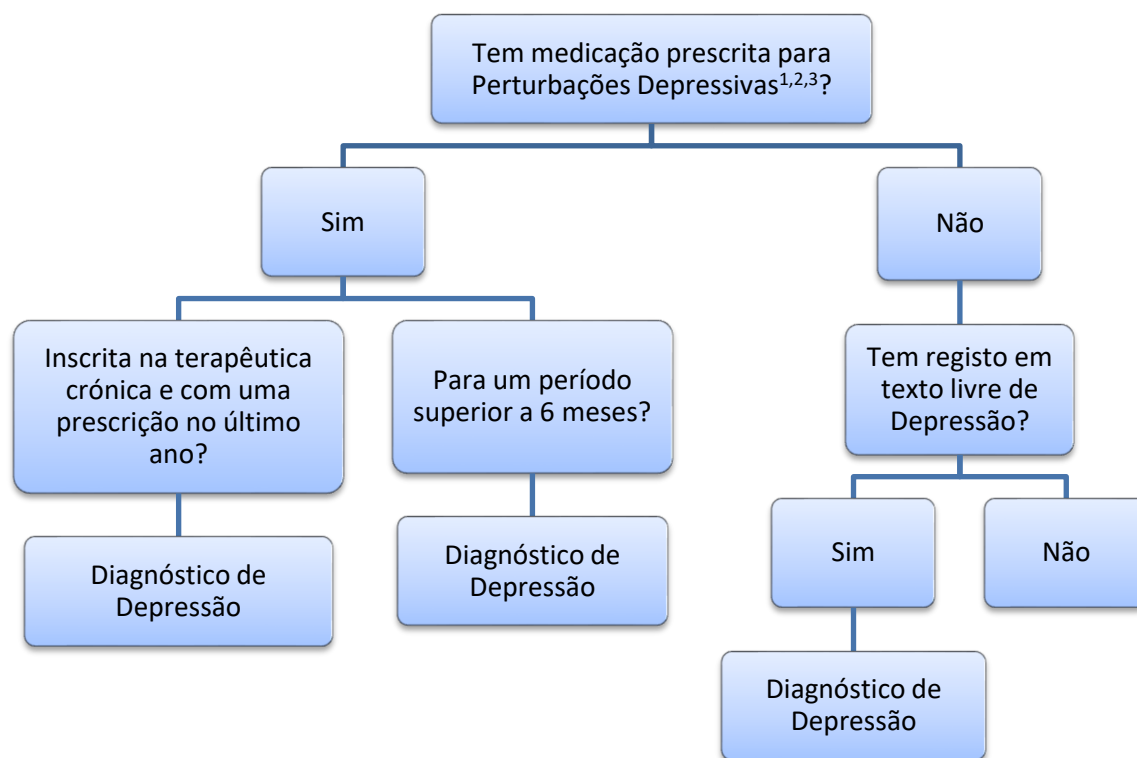 Tem medicação prescrita para
Perturbações Depressivas1,2,3?
Sim
Não
Inscrita na terapêutica
crónica e com uma
prescrição no último
ano?
Para um período
superior a 6 meses?
Tem registo em
texto livre de
Depressão?
Diagnóstico de
Depressão
Diagnóstico de
Depressão
Sim
Não
Diagnóstico de
Depressão